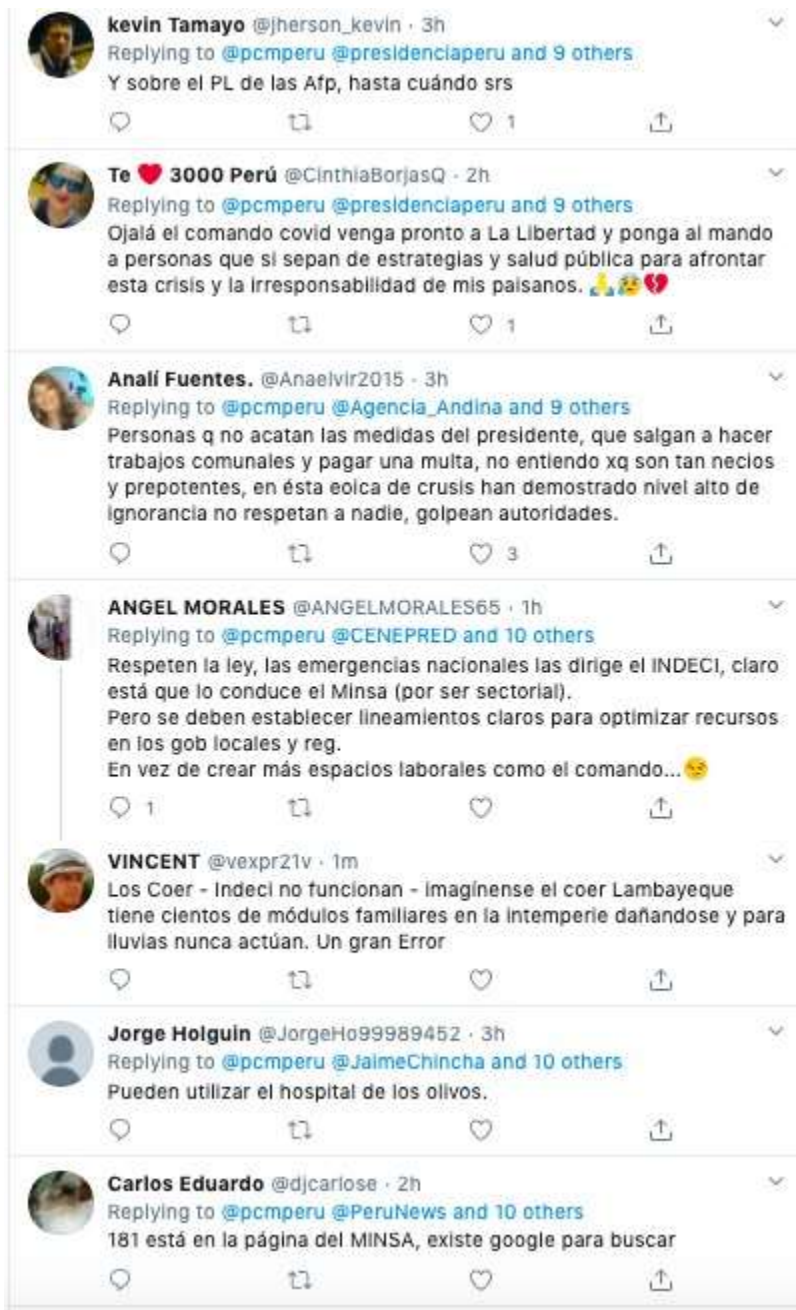 kevin Tamayo @jherson_kevin · 3h
Replying to @pcmperu @presidenciaperu and 9 others
Y sobre el PL de las Afp, hasta cuándo srs
1
Te ❤️ 3000 Perú @CinthiaBorjasQ · 2h
Replying to @pcmperu @presidenciaperu and 9 others
Ojalá el comando covid venga pronto a La Libertad y ponga al mando
a personas que si sepan de estrategias y salud pública para afrontar
esta crisis y la irresponsabilidad de mis paisanos. 🙏😰💔
1
Analí Fuentes. @Anaelvir2015 · 3h
Replying to @pcmperu @Agencia_Andina and 9 others
Personas q no acatan las medidas del presidente, que salgan a hacer
trabajos comunales y pagar una multa, no entiendo xq son tan necios
y prepotentes, en ésta eoica de crusis han demostrado nivel alto de
ignorancia no respetan a nadie, golpean autoridades.
3
ANGEL MORALES @ANGELMORALES65 · 1h
Replying to @pcmperu @CENEPRED and 10 others
Respeten la ley, las emergencias nacionales las dirige el INDECI, claro
está que lo conduce el Minsa (por ser sectorial).
Pero se deben establecer lineamientos claros para optimizar recursos
en los gob locales y reg.
En vez de crear más espacios laborales como el comando...😏
1
VINCENT @vexpr21v · 1m
Los Coer - Indeci no funcionan - imagínense el coer Lambayeque
tiene cientos de módulos familiares en la intemperie dañandose y para
lluvias nunca actúan. Un gran Error
Jorge Holguin @JorgeHo99989452 · 3h
Replying to @pcmperu @JaimeChincha and 10 others
Pueden utilizar el hospital de los olivos.
Carlos Eduardo @djcarlose · 2h
Replying to @pcmperu @PeruNews and 10 others
181 está en la página del MINSA, existe google para buscar